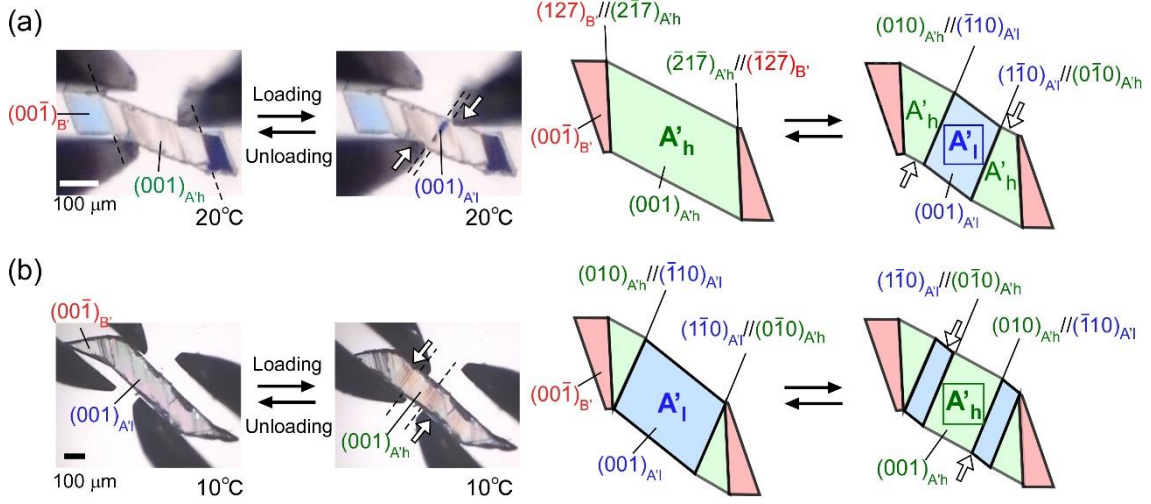 (a)
(001̄)B'
(001)A'h
100 μm
20℃
Loading
Unloading
(001)A'l
20℃
(127)B'//(21̄7)A'h
(2̄17̄)A'h//(1̄2̄7̄)B'
(001̄)B'
A'h
(001)A'h
(010)A'h//(1̄10)A'l
(11̄0)A'l//(01̄0)A'h
A'h
A'l
A'h
(001)A'l
(b)
(001̄)B'
(001)A'l
100 μm
10℃
Loading
Unloading
(001)A'h
10℃
(010)A'h//(1̄10)A'l
(11̄0)A'l//(01̄0)A'h
(001̄)B'
A'l
(001)A'l
(11̄0)A'l//(01̄0)A'h
(010)A'h//(1̄10)A'l
A'h
(001)A'h